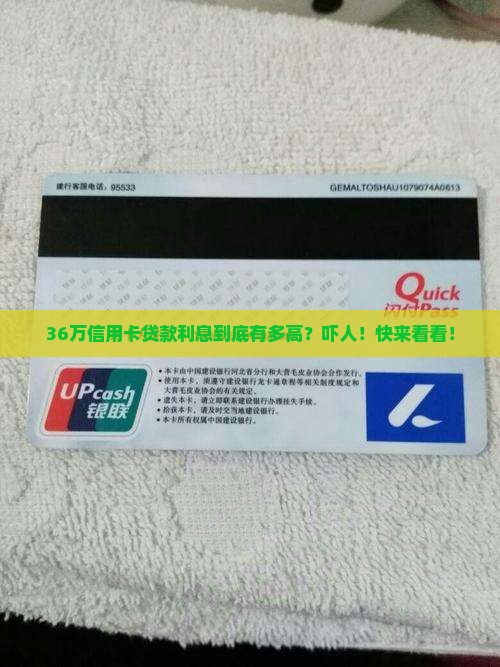 建行客服电话：95533
GEMALTOSHAU1079074A0613
Quick
闪付Pass
36万信用卡贷款利息到底有多高？吓人！快来看看！
UPcash
银联
• 本卡由中国建设银行河北省分行和大营毛皮业协会合作发行。
• 使用本卡，须遵守建设银行龙卡通章程等相关制度规定和
大营毛皮业协会的有关规定。
• 遗失本卡，请立即联系建设银行办理挂失手续。
• 拾获本卡，请及时交当地建设银行。
• 本卡所有权属中国建设银行。